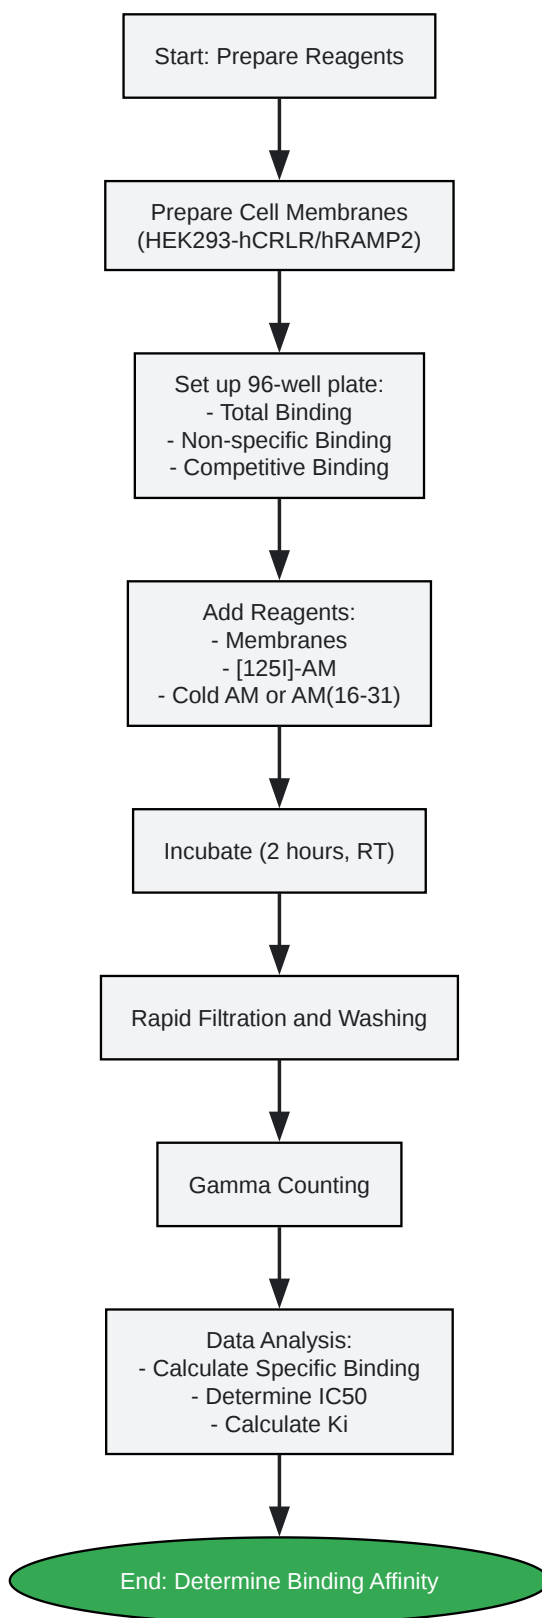 Start: Prepare Reagents
Prepare Cell Membranes
(HEK293-hCRLR/hRAMP2)
Set up 96-well plate:
- Total Binding
- Non-specific Binding
- Competitive Binding
Add Reagents:
- Membranes
- [125I]-AM
- Cold AM or AM(16-31)
Incubate (2 hours, RT)
Rapid Filtration and Washing
Gamma Counting
Data Analysis:
- Calculate Specific Binding
- Determine IC50
- Calculate Ki
End: Determine Binding Affinity